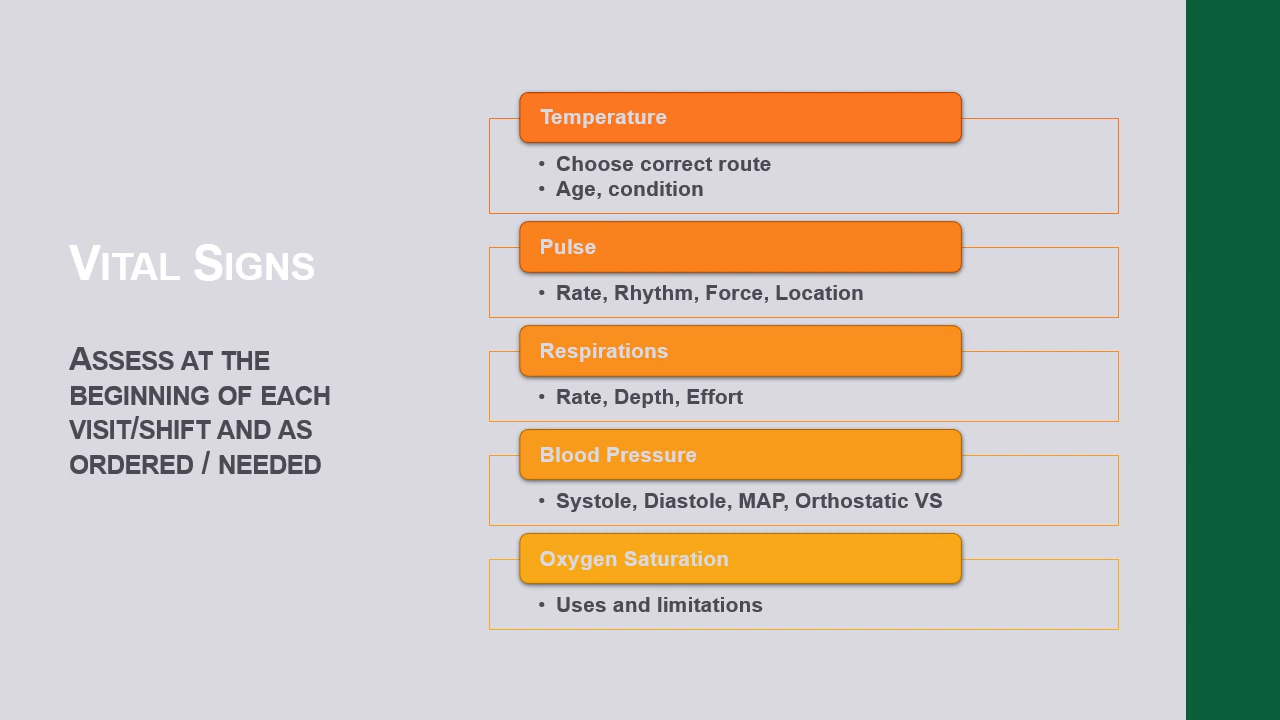 Vital Signs
Assess at the
beginning of each
visit/shift and as
ordered / needed
Temperature
• Choose correct route
• Age, condition
Pulse
• Rate, Rhythm, Force, Location
Respirations
• Rate, Depth, Effort
Blood Pressure
• Systole, Diastole, MAP, Orthostatic VS
Oxygen Saturation
• Uses and limitations